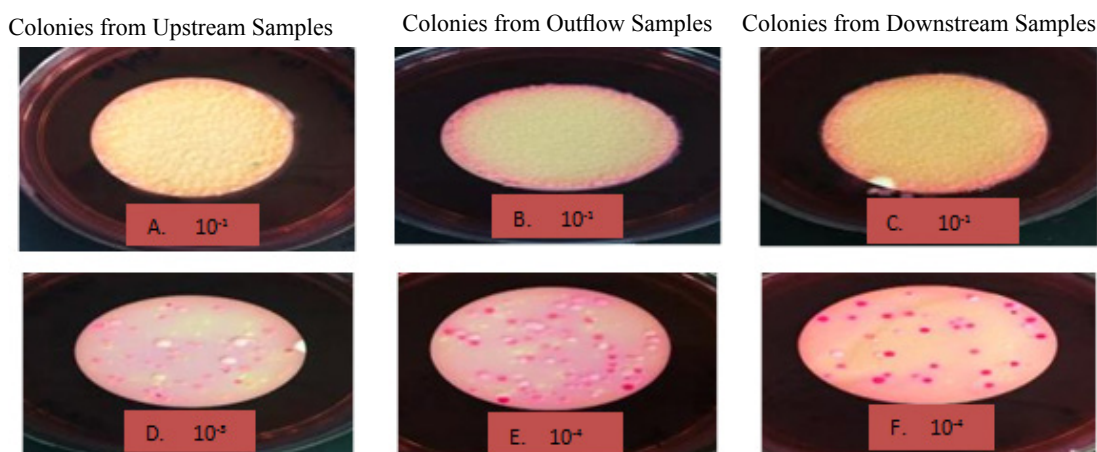 Colonies from Upstream Samples Colonies from Outflow Samples Colonies from Downstream Samples
A. 10⁻¹ B. 10⁻¹ C. 10⁻¹
D. 10⁻³ E. 10⁻⁴ F. 10⁻⁴